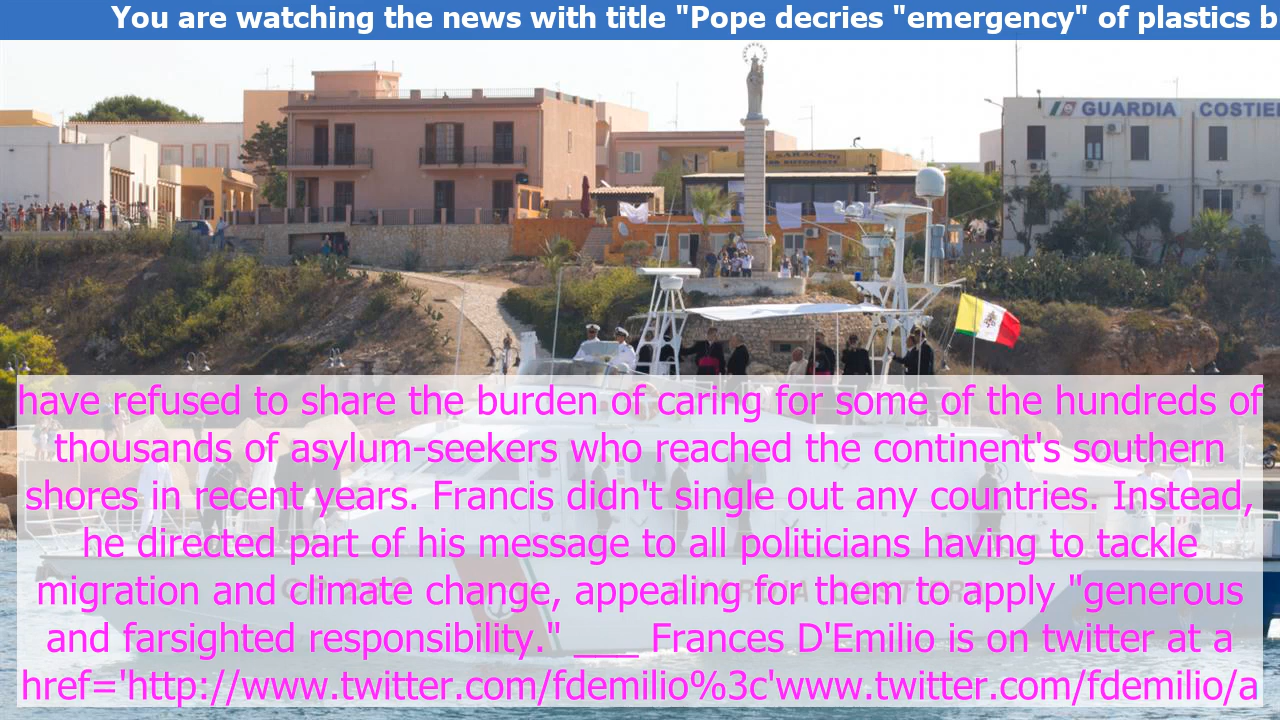 You are watching the news with title "Pope decries "emergency" of plastics b
GUARDIA COSTIE
have refused to share the burden of caring for some of the hundreds of
thousands of asylum-seekers who reached the continent's southern
shores in recent years. Francis didn't single out any countries. Instead,
he directed part of his message to all politicians having to tackle
migration and climate change, appealing for them to apply "generous
and farsighted responsibility." ___ Frances D'Emilio is on twitter at a
href='http://www.twitter.com/fdemilio%3c'www.twitter.com/fdemilio/a